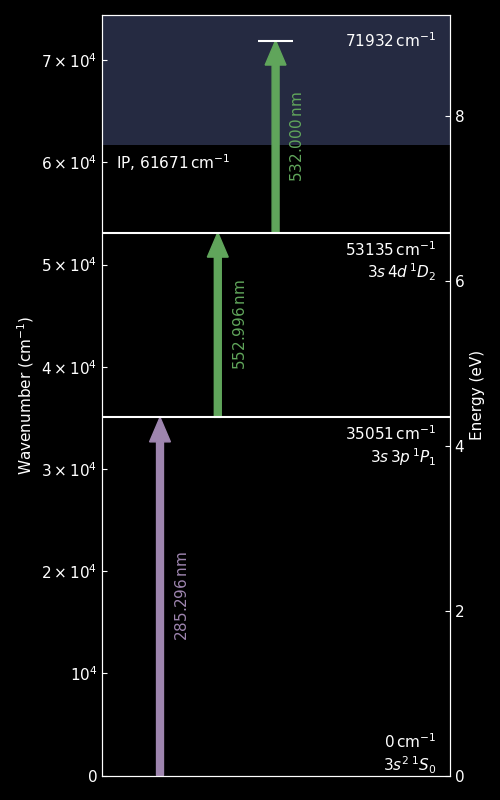 71932 cm⁻¹
7 × 10⁴
8
532.000 nm
IP, 61671 cm⁻¹
6 × 10⁴
53135 cm⁻¹
3s 4d ¹D₂
5 × 10⁴
6
552.996 nm
4 × 10⁴
Wavenumber (cm⁻¹)
Energy (eV)
35051 cm⁻¹
3s 3p ¹P₁
4
3 × 10⁴
285.296 nm
2 × 10⁴
2
10⁴
0 cm⁻¹
3s² ¹S₀
0
0